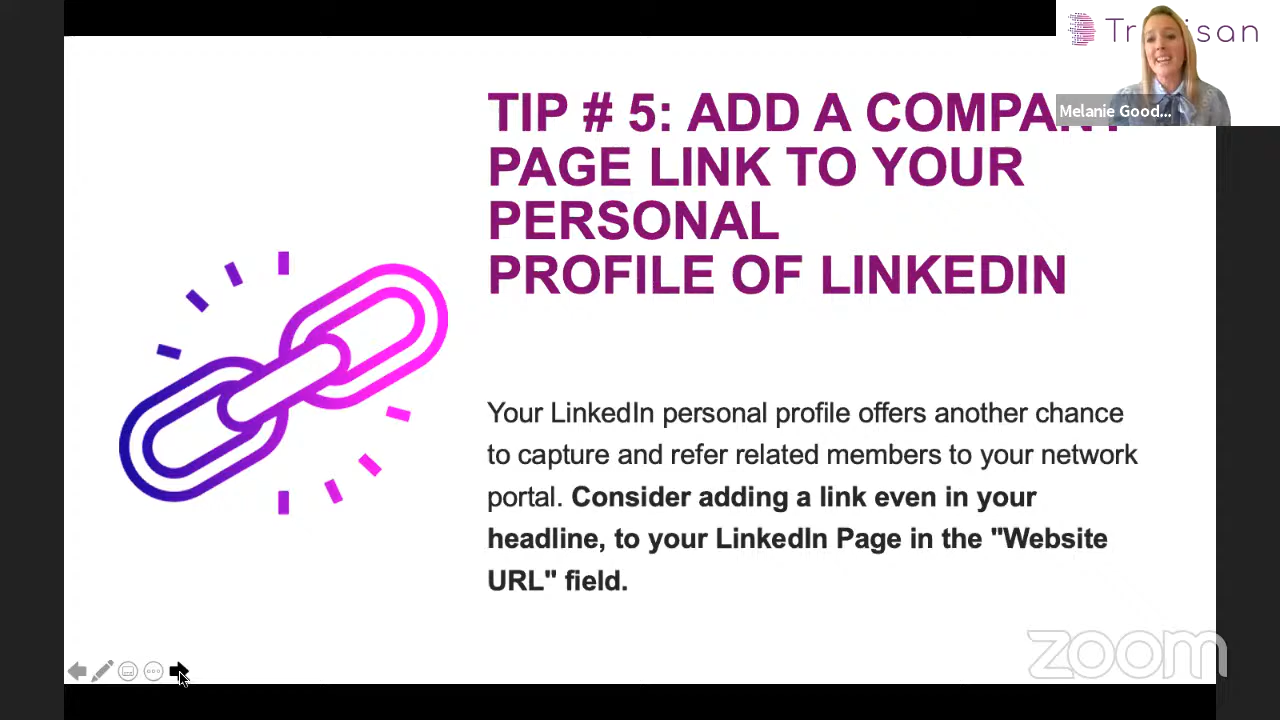 Tr isan
Melanie Good...
TIP # 5: ADD A COMPANY
PAGE LINK TO YOUR
PERSONAL
PROFILE OF LINKEDIN
Your LinkedIn personal profile offers another chance
to capture and refer related members to your network
portal. Consider adding a link even in your
headline, to your LinkedIn Page in the "Website
URL" field.
zoom